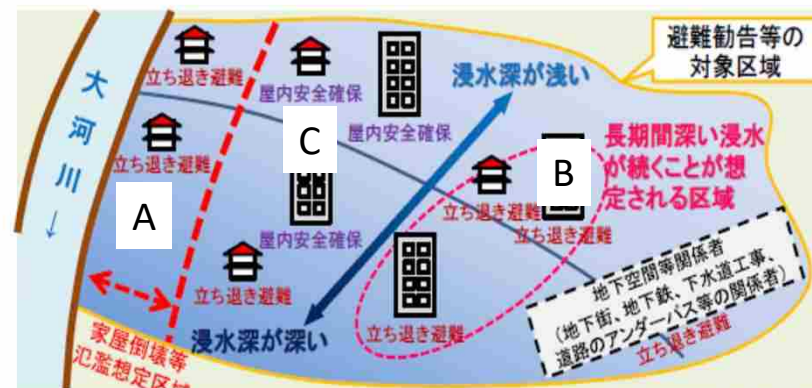 避難勧告等の
対象区域
立ち退き避難
屋内安全確保
屋内安全確保
浸水深が浅い
大河川↓
立ち退き避難
A
C
B
長期間深い浸水
が続くことが想
定される区域
立ち退き避難
立ち退き避難
屋内安全確保
立ち退き避難
立ち退き避難
浸水深が深い
家屋倒壊等
氾濫想定区域
地下空間等関係者
（地下街、地下鉄、下水道工事、
道路のアンダーパス等の関係者）
立ち退き避難